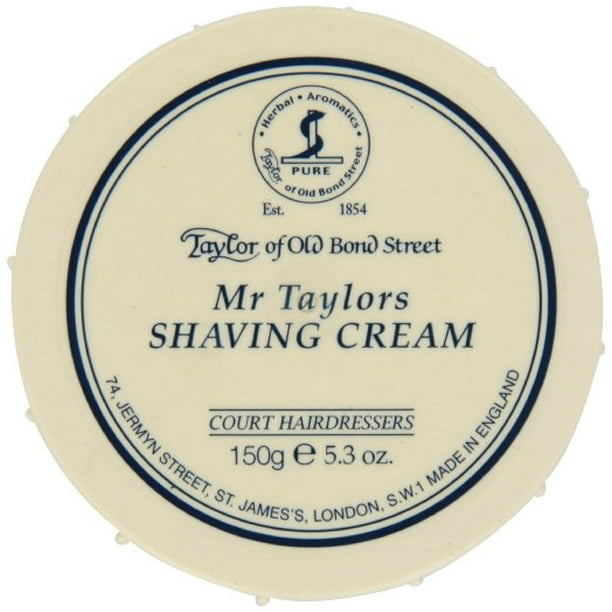 Herbal • Aromatics •
PURE
Taylor of Old Bond Street
Est. 1854
Taylor of Old Bond Street
Mr Taylors
SHAVING CREAM
COURT HAIRDRESSERS
150g ℮ 5.3 oz.
74, JERMYN STREET, ST. JAMES'S, LONDON, S.W.1 MADE IN ENGLAND